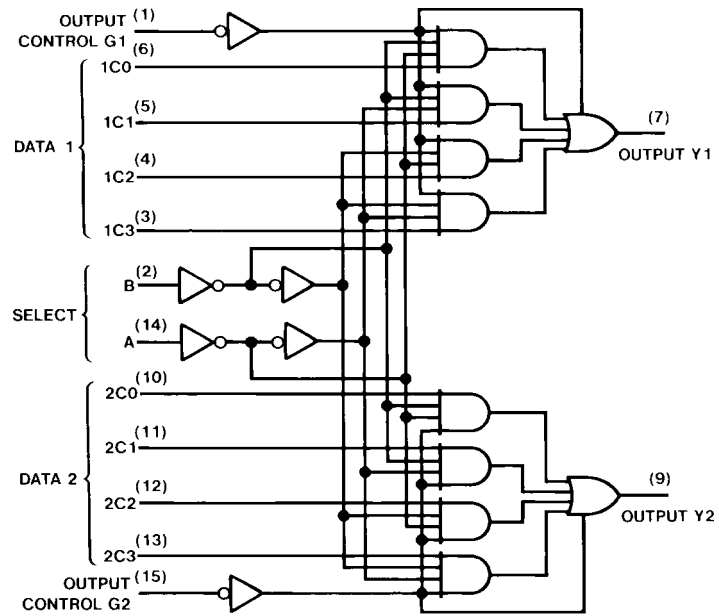 OUTPUT (1)
CONTROL G1
(6)
1C0
(5)
1C1
DATA 1
(4)
1C2
(3)
1C3
(7)
OUTPUT Y1
(2)
B
SELECT
(14)
A
(10)
2C0
(11)
2C1
DATA 2
(12)
2C2
(13)
2C3
OUTPUT (15)
CONTROL G2
(9)
OUTPUT Y2